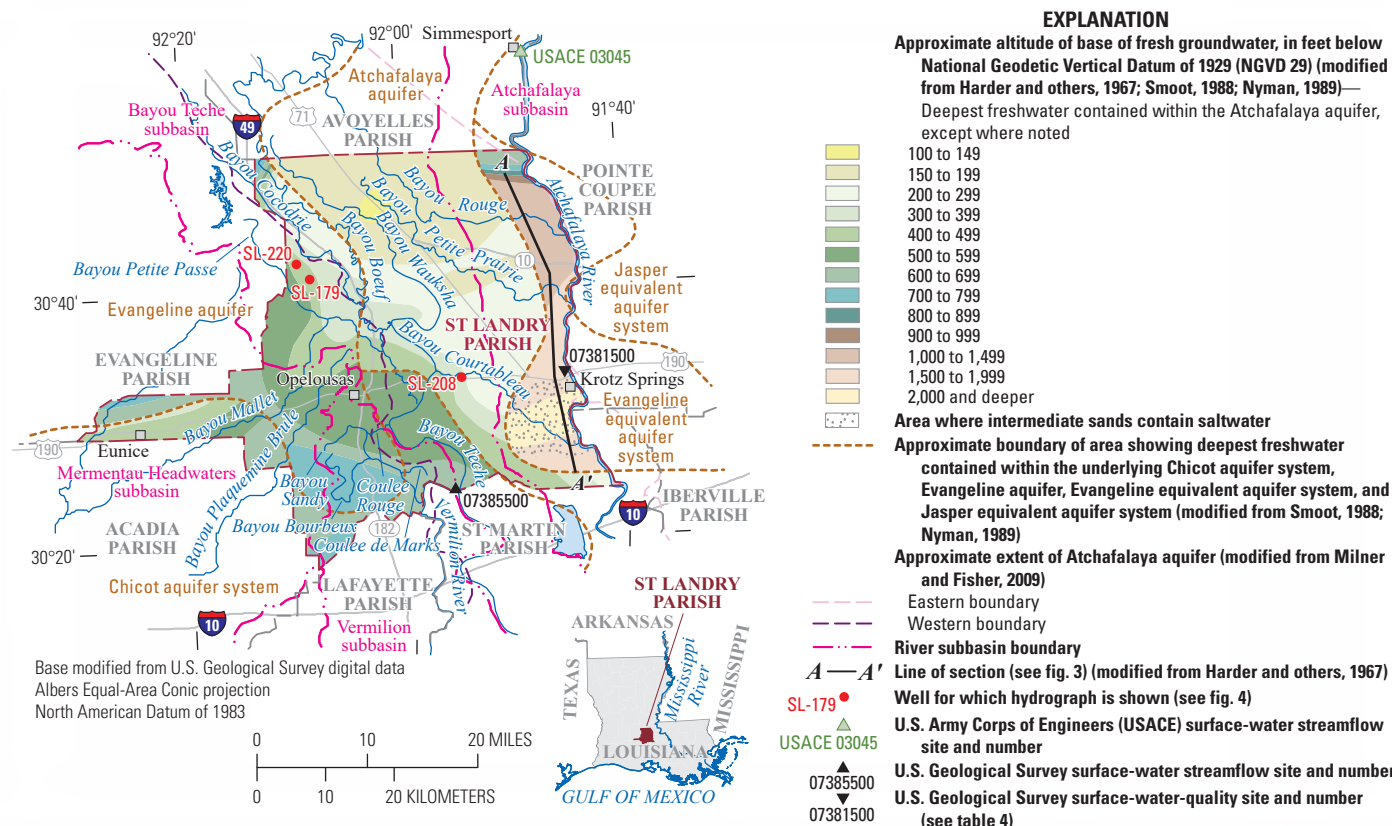 92°20'
92°00'
Simmesport
USACE 03045
Atchafalaya
aquifer
Atchafalaya
subbasin
91°40'
Bayou Teche
subbasin
49
71
AVOYELLES
PARISH
POINTE
COUPEE
PARISH
A
Bayou Cocodrie
Bayou Rouge
Atchafalaya River
Bayou Petite Prairie
Bayou Wauksha
Bayou Boeuf
10
SL-220
SL-179
Bayou Petite Passe
Jasper
equivalent
aquifer
system
30°40'
Evangeline aquifer
ST LANDRY
PARISH
Bayou Courtableau
07381500
190
EVANGELINE
PARISH
Opelousas
SL-208
Krotz Springs
Evangeline
equivalent
aquifer
system
Bayou Mallet
190
Eunice
Bayou Plaquemine Brule
Bayou Teche
Mermentau Headwaters
subbasin
Bayou
Sandy
Coulee
Rouge
A'
07385500
IBERVILLE
PARISH
10
ACADIA
PARISH
Bayou Bourbeux
182
Coulee de Marks
Vermilion River
ST MARTIN
PARISH
30°20'
Chicot aquifer system
LAFAYETTE
PARISH
10
Vermilion
subbasin
Base modified from U.S. Geological Survey digital data
Albers Equal-Area Conic projection
North American Datum of 1983
0 10 20 MILES
0 10 20 KILOMETERS
ST LANDRY
PARISH
ARKANSAS
TEXAS
Mississippi
River
MISSISSIPPI
LOUISIANA
GULF OF MEXICO
EXPLANATION
Approximate altitude of base of fresh groundwater, in feet below
National Geodetic Vertical Datum of 1929 (NGVD 29) (modified
from Harder and others, 1967; Smoot, 1988; Nyman, 1989)—
Deepest freshwater contained within the Atchafalaya aquifer,
except where noted
100 to 149
150 to 199
200 to 299
300 to 399
400 to 499
500 to 599
600 to 699
700 to 799
800 to 899
900 to 999
1,000 to 1,499
1,500 to 1,999
2,000 and deeper
Area where intermediate sands contain saltwater
Approximate boundary of area showing deepest freshwater
contained within the underlying Chicot aquifer system,
Evangeline aquifer, Evangeline equivalent aquifer system, and
Jasper equivalent aquifer system (modified from Smoot, 1988;
Nyman, 1989)
Approximate extent of Atchafalaya aquifer (modified from Milner
and Fisher, 2009)
Eastern boundary
Western boundary
River subbasin boundary
A A' Line of section (see fig. 3) (modified from Harder and others, 1967)
SL-179 Well for which hydrograph is shown (see fig. 4)
U.S. Army Corps of Engineers (USACE) surface-water streamflow
USACE 03045 site and number
U.S. Geological Survey surface-water streamflow site and number
07385500
U.S. Geological Survey surface-water-quality site and number
07381500 (see table 4)